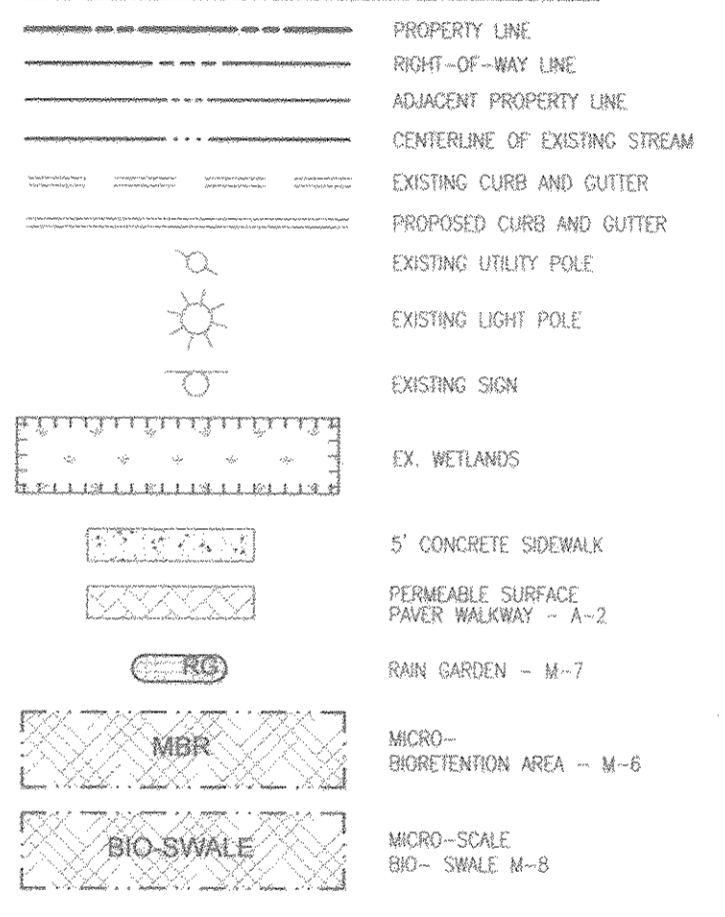 PROPERTY LINE
RIGHT-OF-WAY LINE
ADJACENT PROPERTY LINE
CENTERLINE OF EXISTING STREAM
EXISTING CURB AND GUTTER
PROPOSED CURB AND GUTTER
EXISTING UTILITY POLE
EXISTING LIGHT POLE
EXISTING SIGN
EX. WETLANDS
5' CONCRETE SIDEWALK
PERMEABLE SURFACE
PAVER WALKWAY - A-2
RG
RAIN GARDEN - M-7
MBR
MICRO-
BIORETENTION AREA - M-6
BIO-SWALE
MICRO-SCALE
BIO- SWALE M-8